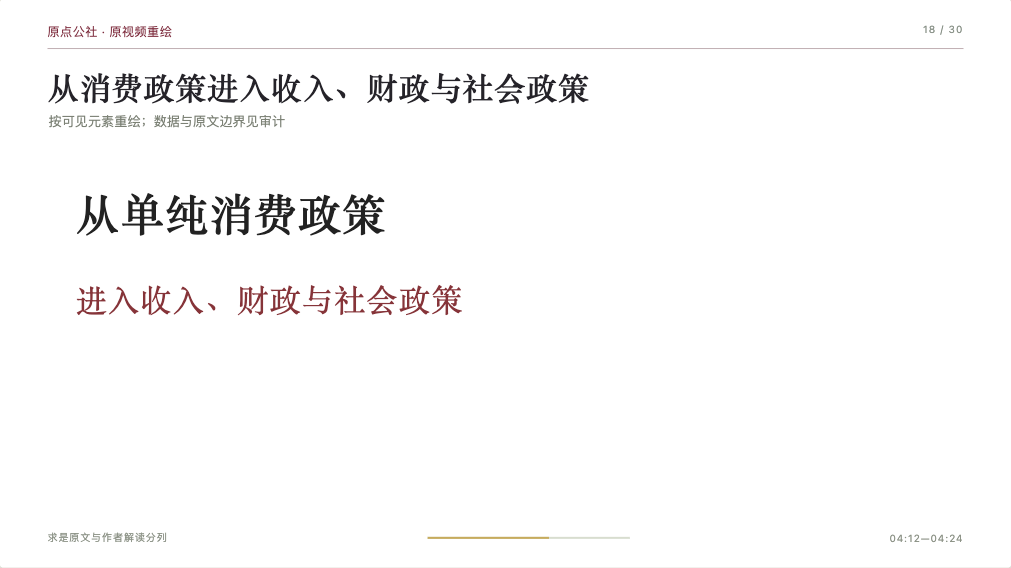 原点公社 · 原视频重绘
18 / 30
从消费政策进入收入、财政与社会政策
按可见元素重绘；数据与原文边界见审计
从单纯消费政策
进入收入、财政与社会政策
求是原文与作者解读分列
04:12—04:24